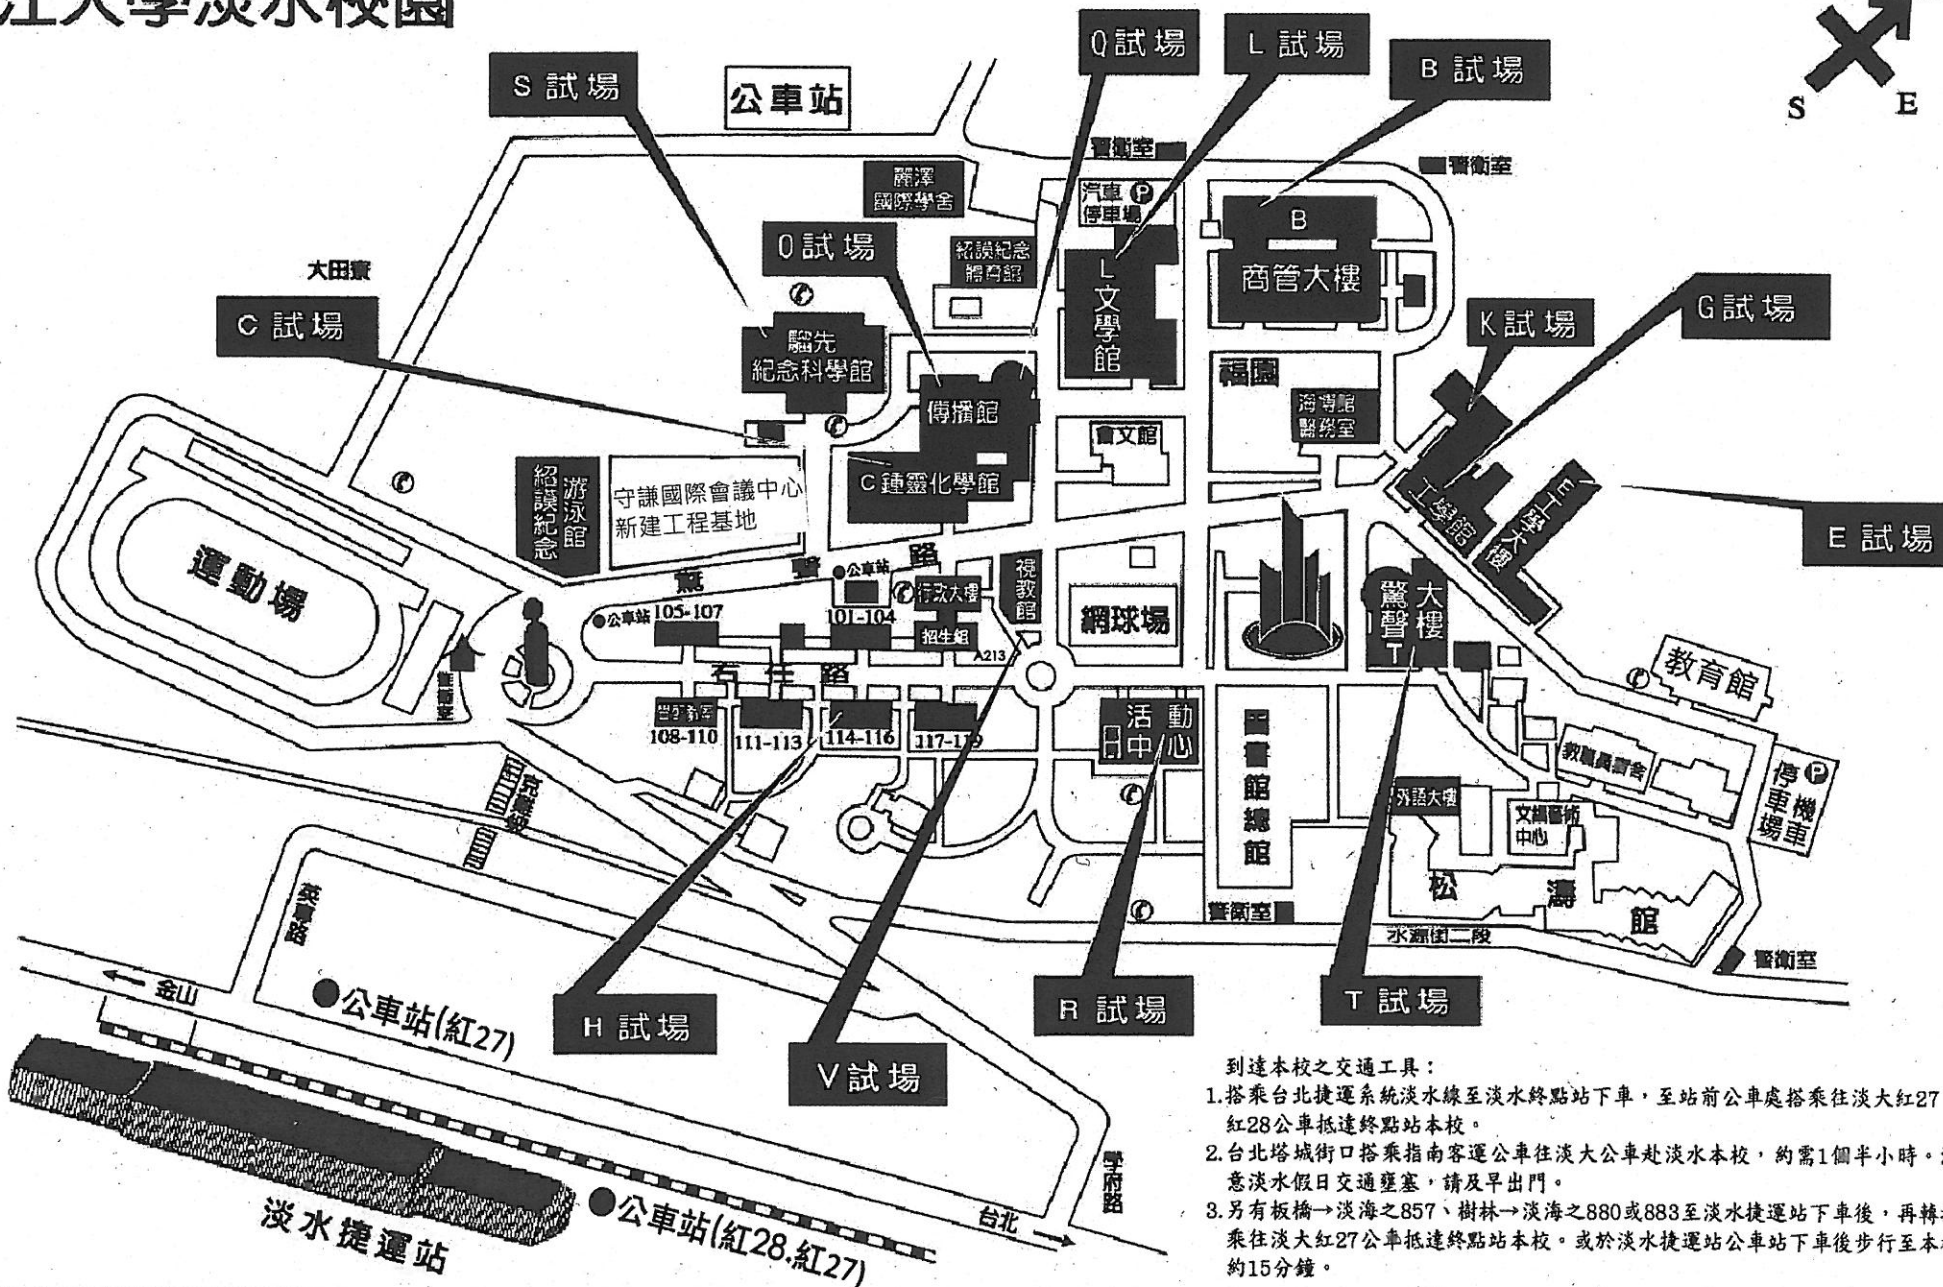 江大學淡水校園
S
E
Q試場
L 試場
B 試場
S 試場
公車站
警衛室
警衛室
麗澤
國際學舍
汽車 P
停車場
B
商管大樓
O試場
紹謨紀念
體育館
L
文
學
館
大田寮
C 試場
K試場
G試場
騮先
紀念科學館
福園
海博館
醫務室
傳播館
會文館
C鍾靈化學館
工學館
E工學大樓
E 試場
紹謨紀念
游泳館
守謙國際會議中心
新建工程基地
運動場
路
公車站
行政大樓
視教館
網球場
驚聲
大樓
T
公車站 105-107
101-104
招生組
A213
路
警衛室
教育館
108-110
111-113
114-116
117-119
活動
中心
圖書館總館
教職員宿舍
停車場
機車
P
外語大樓
文錙藝術
中心
克難坡
松濤館
英專路
警衛室
水源街二段
警衛室
金山
公車站(紅27)
H 試場
V試場
R 試場
T 試場
淡水捷運站
公車站(紅28.紅27)
台北
學府路
到達本校之交通工具：
1.搭乘台北捷運系統淡水線至淡水終點站下車，至站前公車處搭乘往淡大紅27
紅28公車抵達終點站本校。
2.台北塔城街口搭乘指南客運公車往淡大公車赴淡水本校，約需1個半小時。
意淡水假日交通壅塞，請及早出門。
3.另有板橋→淡海之857、樹林→淡海之880或883至淡水捷運站下車後，再轉
乘往淡大紅27公車抵達終點站本校。或於淡水捷運站公車站下車後步行至本
約15分鐘。